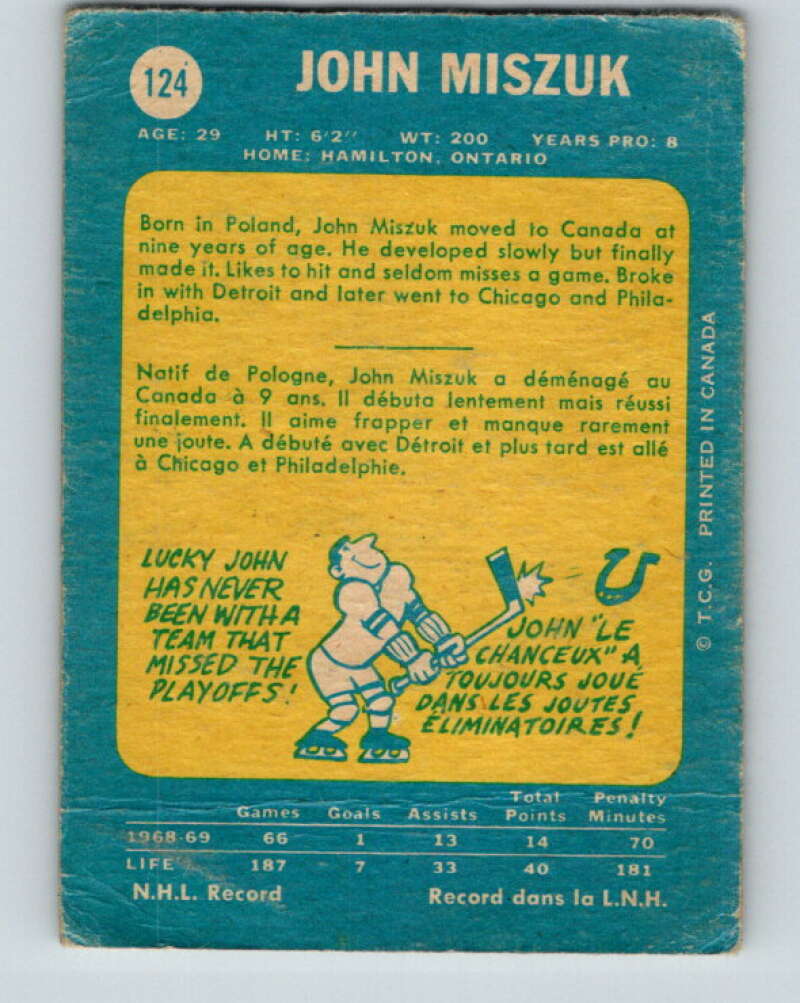 124
JOHN MISZUK
AGE: 29 HT: 6'2" WT: 200 YEARS PRO: 8
HOME: HAMILTON, ONTARIO
Born in Poland, John Miszuk moved to Canada at
nine years of age. He developed slowly but finally
made it. Likes to hit and seldom misses a game. Broke
in with Detroit and later went to Chicago and Phila-
delphia.
Natif de Pologne, John Miszuk a déménagé au
Canada à 9 ans. Il débuta lentement mais réussi
finalement. Il aime frapper et manque rarement
une joute. A débuté avec Détroit et plus tard est allé
à Chicago et Philadelphie.
LUCKY JOHN
HAS NEVER
BEEN WITH A
TEAM THAT
MISSED THE
PLAYOFFS!
JOHN "LE
CHANCEUX" A
TOUJOURS JOUÉ
DANS LES JOUTES
ÉLIMINATOIRES!
© T.C.G. PRINTED IN CANADA
Games Goals Assists Total Points Penalty Minutes
1968-69 66 1 13 14 70
LIFE 187 7 33 40 181
N.H.L. Record Record dans la L.N.H.